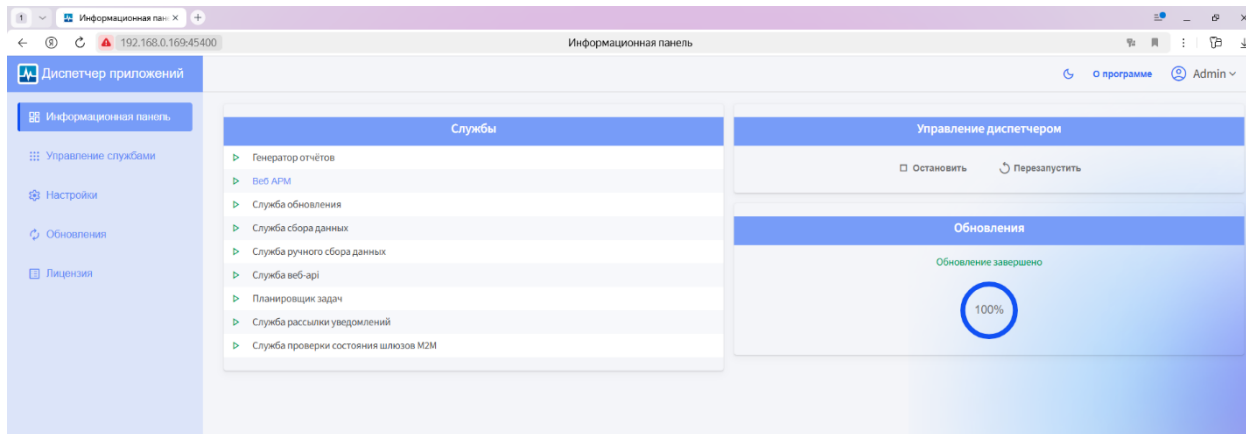 1
Информационная пан
192.168.0.169:45400
Информационная панель
Диспетчер приложений
О программе
Admin
Информационная панель
Управление службами
Настройки
Обновления
Лицензия
Службы
Генератор отчётов
Веб АРМ
Служба обновления
Служба сбора данных
Служба ручного сбора данных
Служба веб-api
Планировщик задач
Служба рассылки уведомлений
Служба проверки состояния шлюзов М2М
Управление диспетчером
Остановить
Перезапустить
Обновления
Обновление завершено
100%